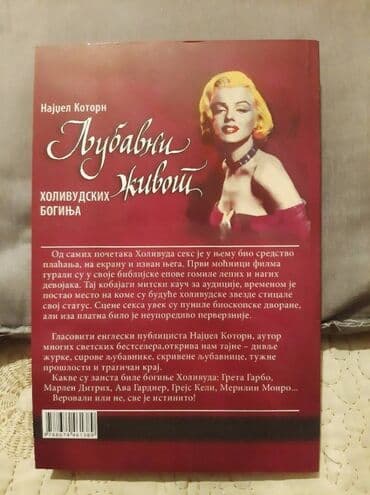 Најџел Которн
Љубавни
живот
ХОЛИВУДСКИХ
БОГИЊА
Од самих почетака Холивуда секс је у њему био средство
плаћања, на екрану и изван њега. Први моћници филма
гурали су у своје библијске епове гомиле лепих и нагих
девојака. Тај кобајаги митски кауч за аудиције, временом је
постао место на коме су будуће холивудске звезде стицале
свој статус. Сцене секса увек су пуниле биоскопске дворане,
али иза платна било је неупоредиво перверзније.
Гласовити енглески публициста Најџел Которн, аутор
многих светских бестселера,открива нам тајне – дивље
журке, сирове љубавнике, скривене љубавнице, тужне
прошлости и трагичан крај.
Какве су заиста биле богиње Холивуда: Грета Гарбо,
Марлен Дитрих, Ава Гарднер, Грејс Кели, Мерилин Монро...
Веровали или не, све је истинито!